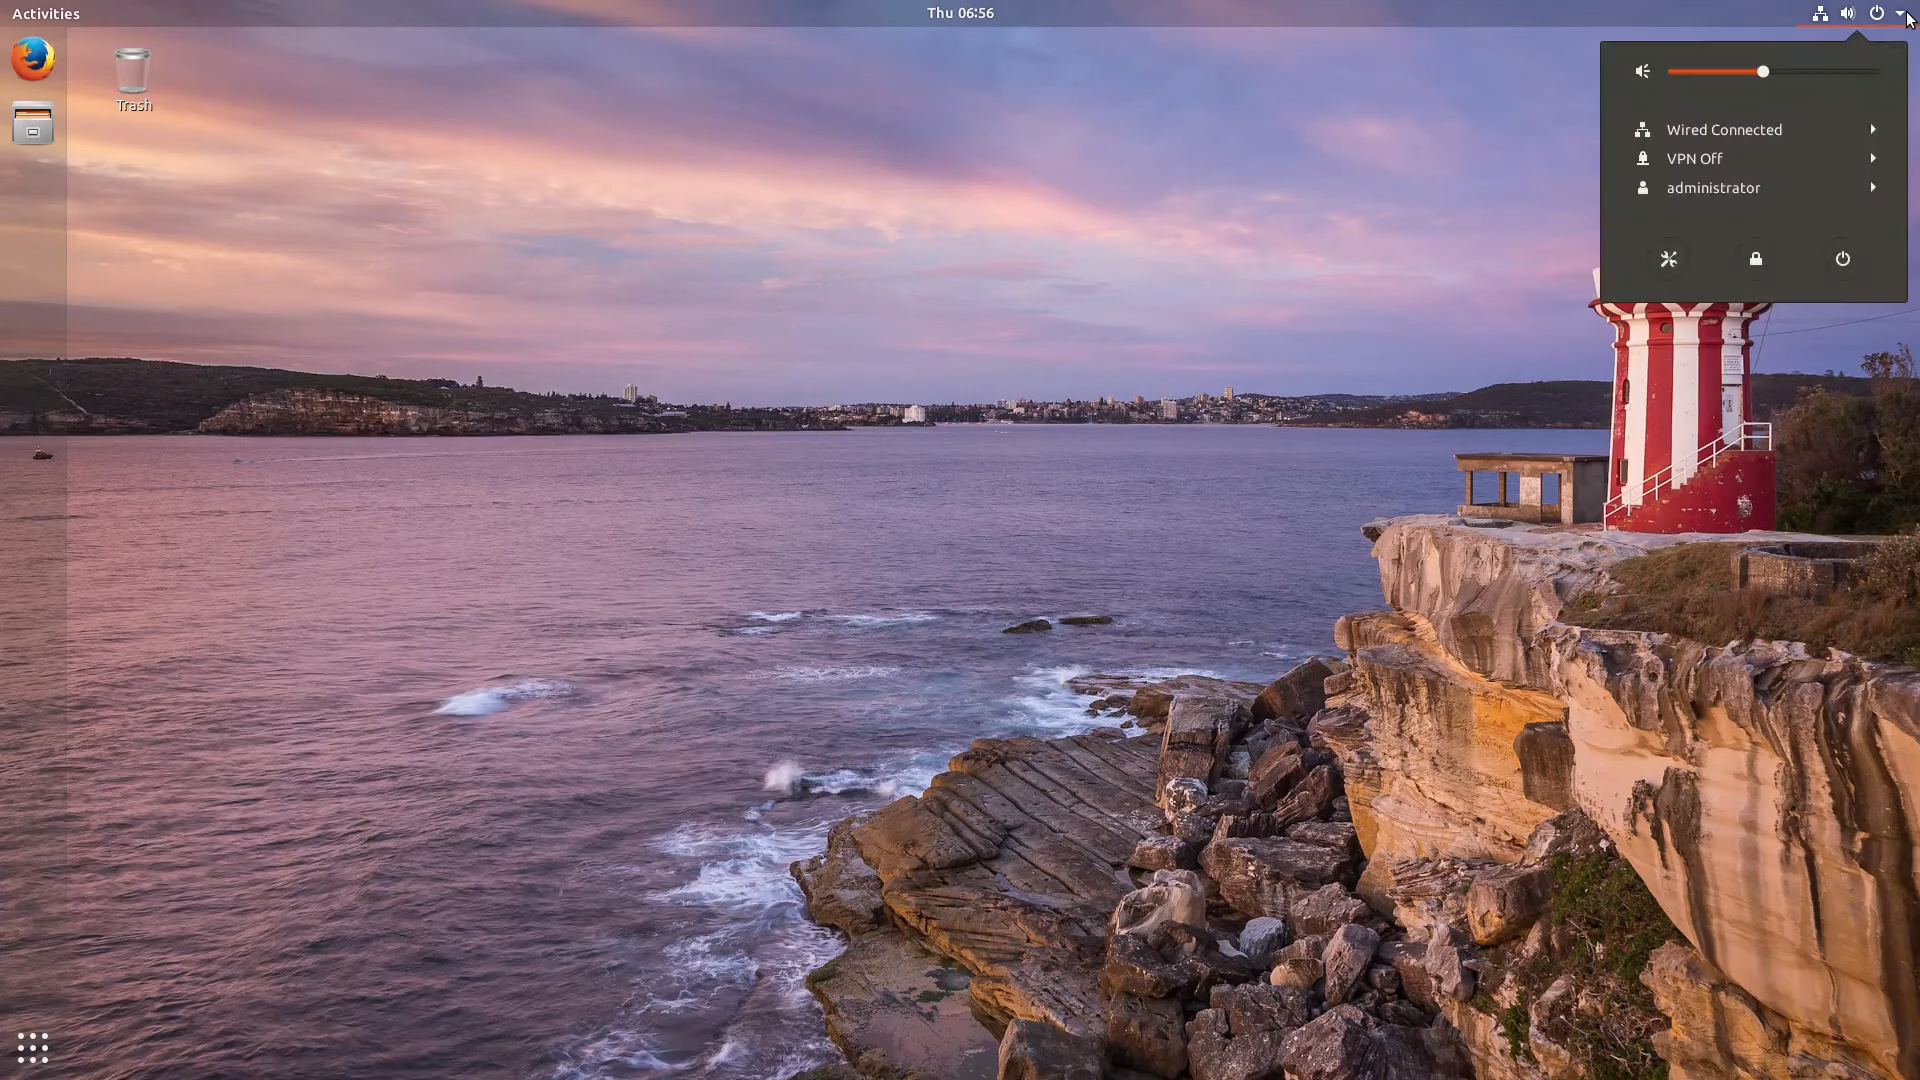 Activities
Thu 06:56
Trash
Wired Connected
VPN Off
administrator